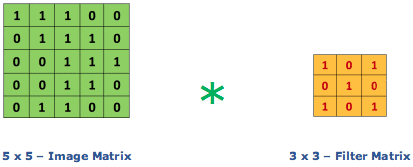 1 1 1 0 0
0 1 1 1 0
0 0 1 1 1
0 0 1 1 0
0 1 1 0 0
*
1 0 1
0 1 0
1 0 1
5 x 5 – Image Matrix
3 x 3 – Filter Matrix